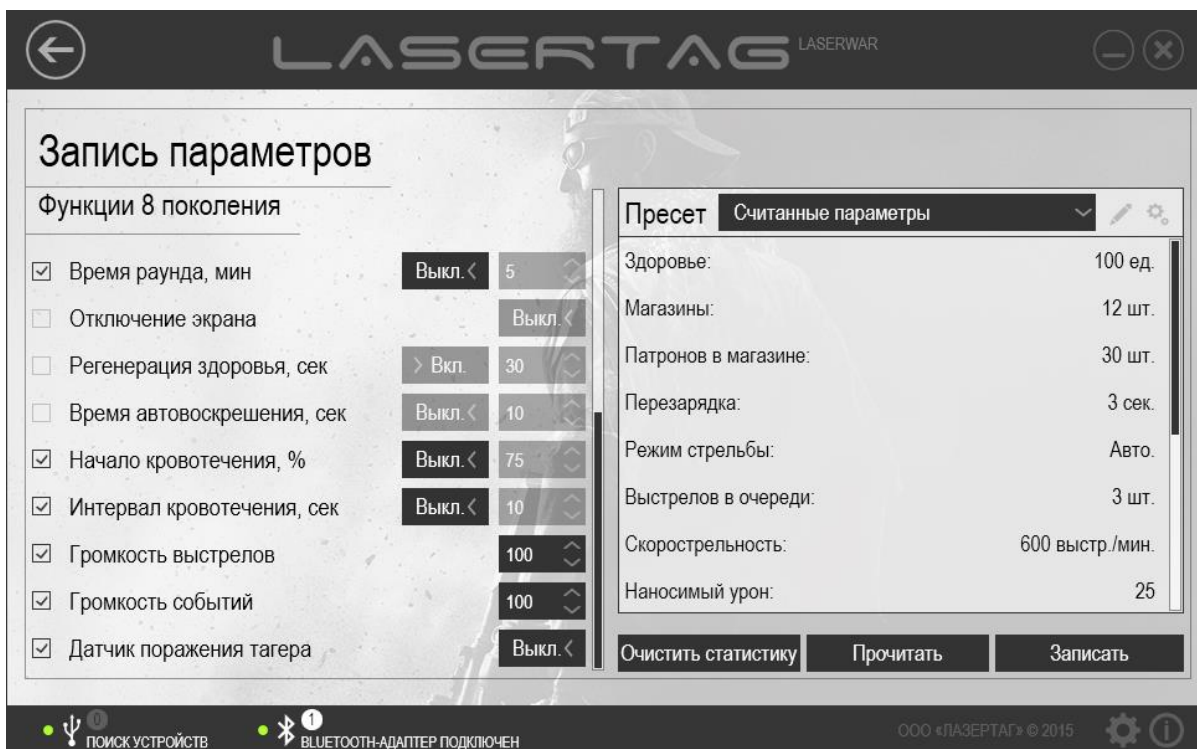 LASERTAG LASERWAR
Запись параметров
Функции 8 поколения
Время раунда, мин Выкл. 5
Отключение экрана Выкл.
Регенерация здоровья, сек Вкл. 30
Время автовоскрешения, сек Выкл. 10
Начало кровотечения, % Выкл. 75
Интервал кровотечения, сек Выкл. 10
Громкость выстрелов 100
Громкость событий 100
Датчик поражения тагера Выкл.
Пресет Считанные параметры
Здоровье: 100 ед.
Магазины: 12 шт.
Патронов в магазине: 30 шт.
Перезарядка: 3 сек.
Режим стрельбы: Авто.
Выстрелов в очереди: 3 шт.
Скорострельность: 600 выстр./мин.
Наносимый урон: 25
Очистить статистику Прочитать Записать
0 ПОИСК УСТРОЙСТВ 1 BLUETOOTH-АДАПТЕР ПОДКЛЮЧЕН ООО «ЛАЗЕРТАГ» © 2015